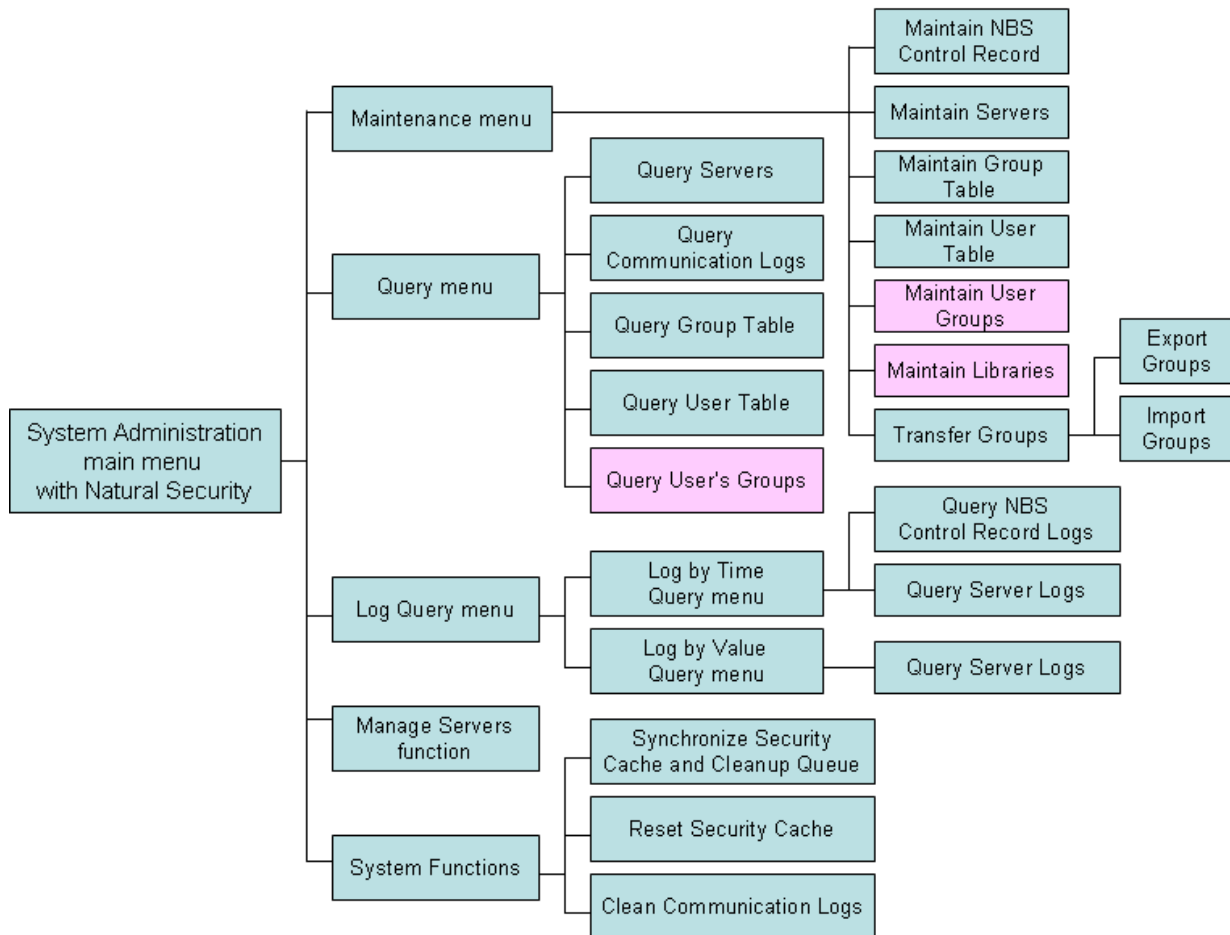 System Administration
main menu
with Natural Security
Maintenance menu
Maintain NBS
Control Record
Maintain Servers
Maintain Group
Table
Maintain User
Table
Maintain User
Groups
Maintain Libraries
Transfer Groups
Export
Groups
Import
Groups
Query menu
Query Servers
Query
Communication Logs
Query Group Table
Query User Table
Query User's Groups
Log Query menu
Log by Time
Query menu
Query NBS
Control Record Logs
Query Server Logs
Log by Value
Query menu
Query Server Logs
Manage Servers
function
System Functions
Synchronize Security
Cache and Cleanup Queue
Reset Security Cache
Clean Communication Logs